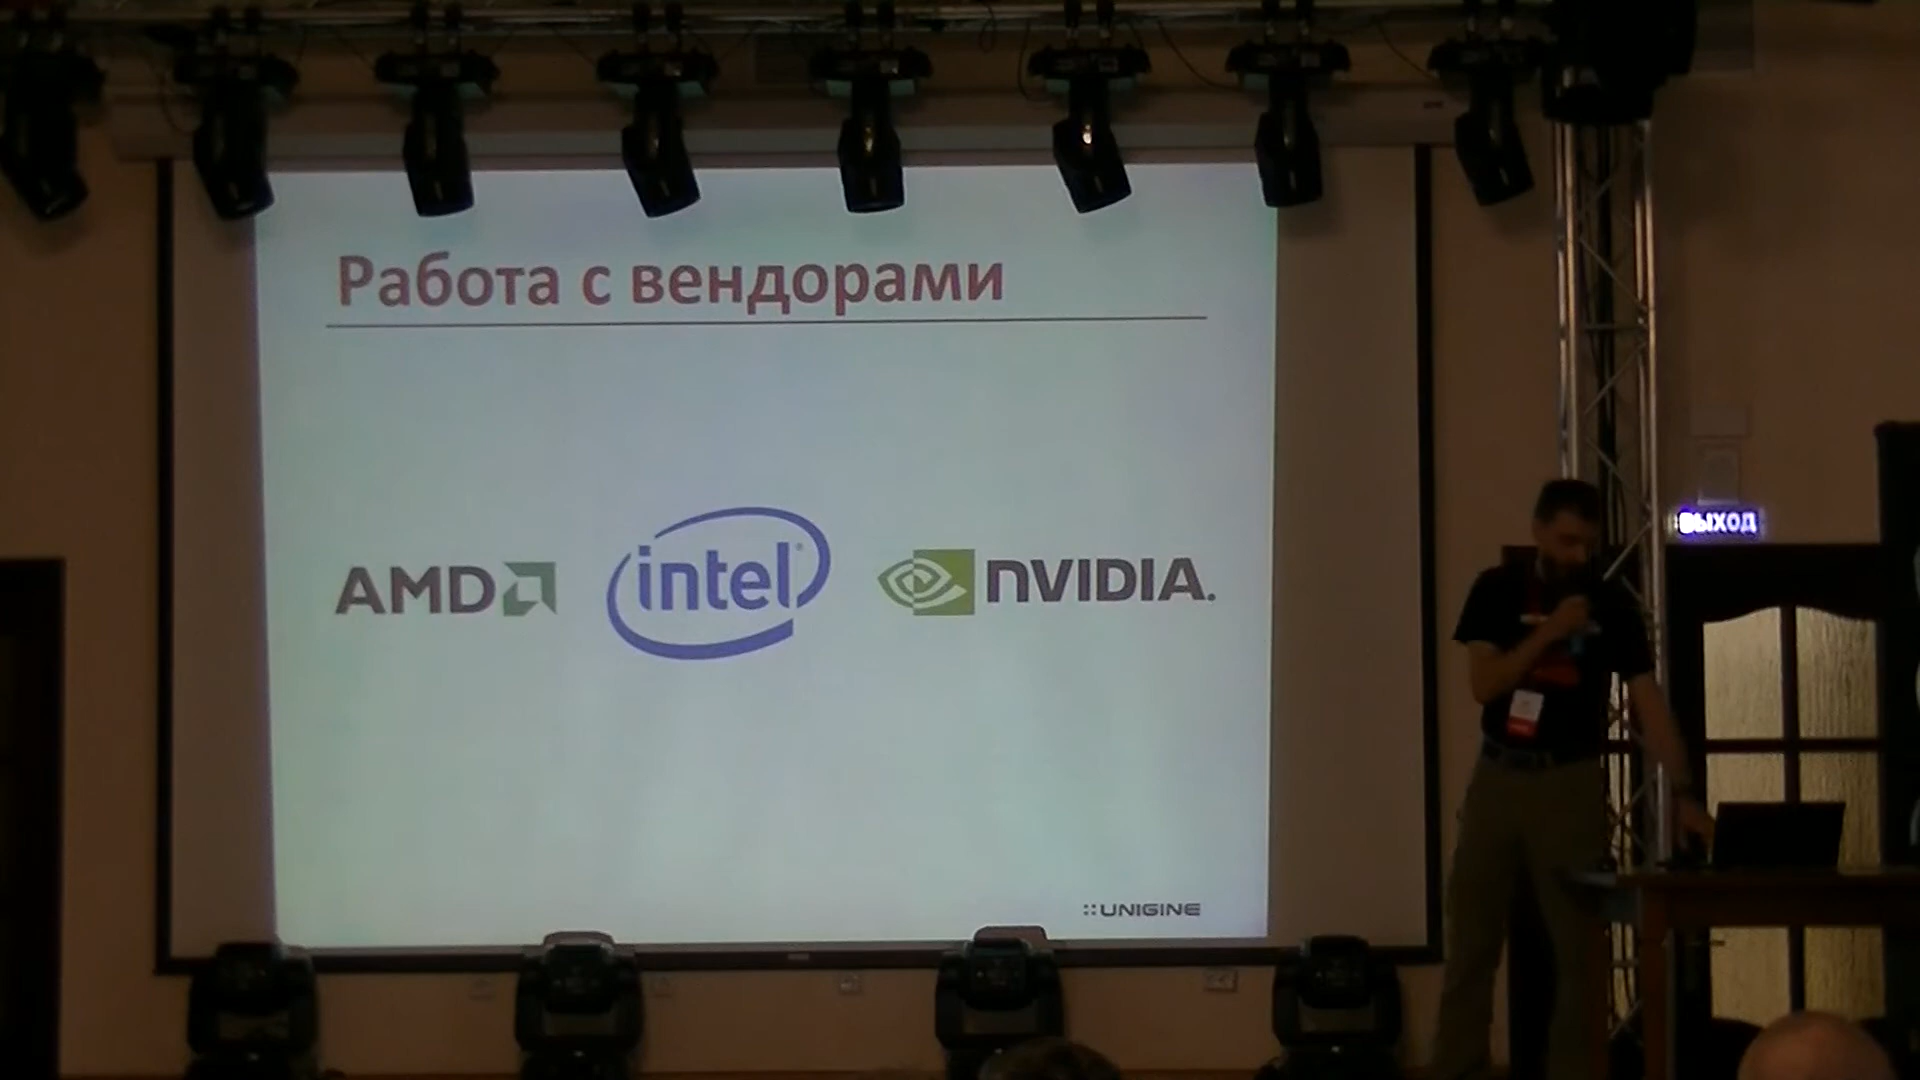 Работа с вендорами
AMD
intel
NVIDIA.
UNIGINE
ВЫХОД